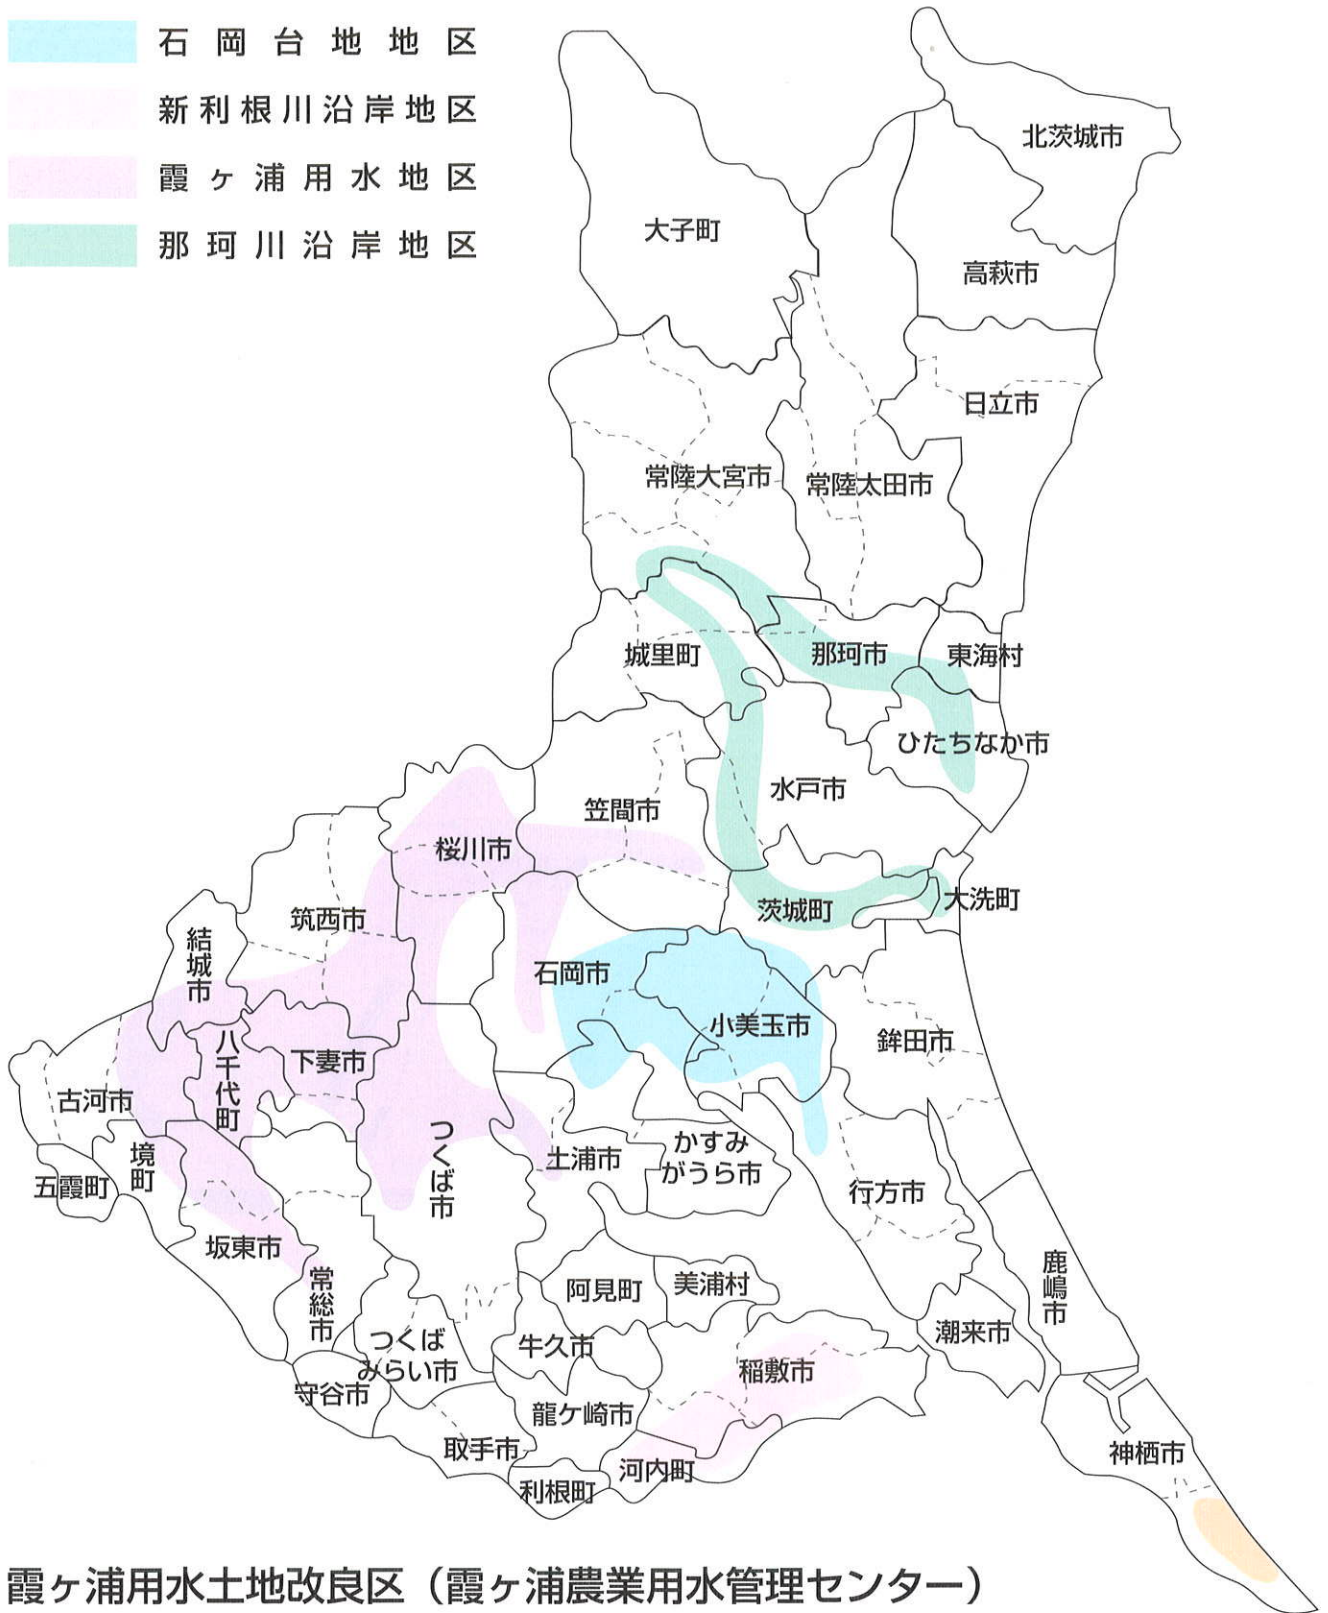 石岡台地地区
新利根川沿岸地区
霞ヶ浦用水地区
那珂川沿岸地区
北茨城市
大子町
高萩市
日立市
常陸大宮市
常陸太田市
城里町
那珂市
東海村
ひたちなか市
水戸市
笠間市
桜川市
茨城町
大洗町
筑西市
結城市
石岡市
小美玉市
鉾田市
八千代町
下妻市
古河市
境町
五霞町
つくば市
土浦市
かすみ
がうら市
行方市
坂東市
常総市
鹿嶋市
阿見町
美浦村
潮来市
つくば
みらい市
牛久市
稲敷市
守谷市
龍ケ崎市
取手市
河内町
利根町
神栖市
霞ヶ浦用水土地改良区（霞ヶ浦農業用水管理センター）